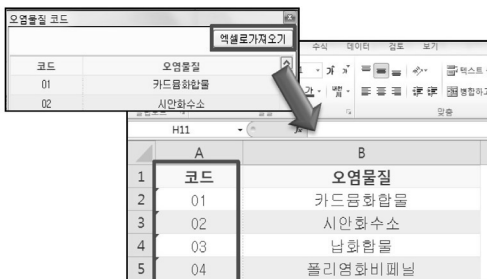 오염물질 코드
엑셀로가져오기
코드 오염물질
01 카드뮴화합물
02 시안화수소
수식 데이터 검토 보기
텍스트
병합하고
맞춤
H11
A B
1 코드 오염물질
2 01 카드뮴화합물
3 02 시안화수소
4 03 납화합물
5 04 폴리염화비페닐